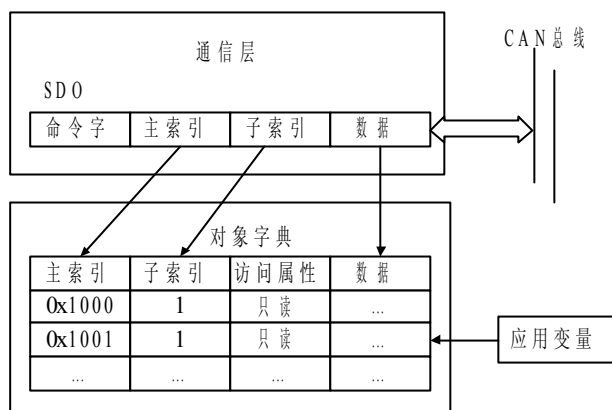 通信层
CAN总线
SDO
命令字 主索引 子索引 数据
对象字典
主索引 子索引 访问属性 数据
0x1000 1 只读 ...
0x1001 1 只读 ...
应用变量
... ... ... ...